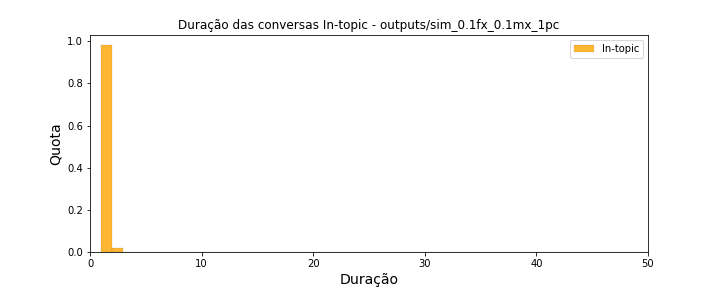 Duração das conversas In-topic - outputs/sim_0.1fx_0.1mx_1pc
In-topic
Quota
1.0
0.8
0.6
0.4
0.2
0.0
0 10 20 30 40 50
Duração